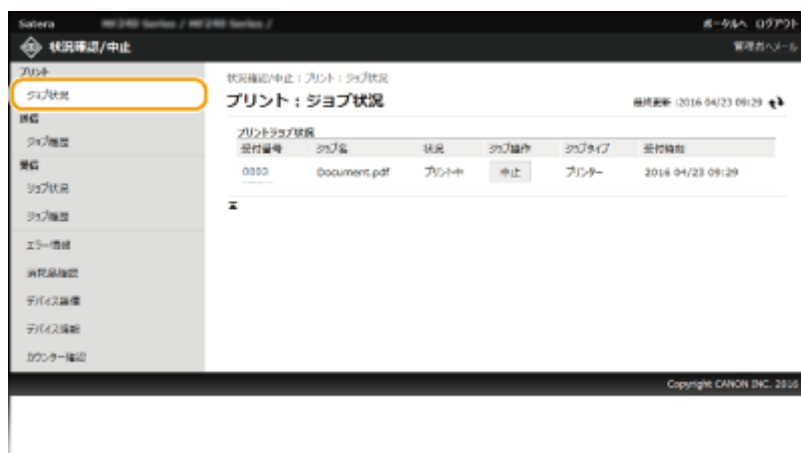 Satera
ポータルへ ログアウト
状況確認/中止
管理者へメール
プリント
ジョブ状況
送信
ジョブ履歴
受信
ジョブ状況
ジョブ履歴
エラー情報
消耗品確認
デバイス装備
デバイス情報
カウンター確認
状況確認/中止 : プリント : ジョブ状況
プリント : ジョブ状況
最終更新 :2016 04/23 09:29
プリントジョブ状況
受付番号 ジョブ名 状況 ジョブ操作 ジョブタイプ 受付時刻
Document.pdf プリント中 中止 プリンター 2016 04/23 09:29
Copyright CANON INC. 2016